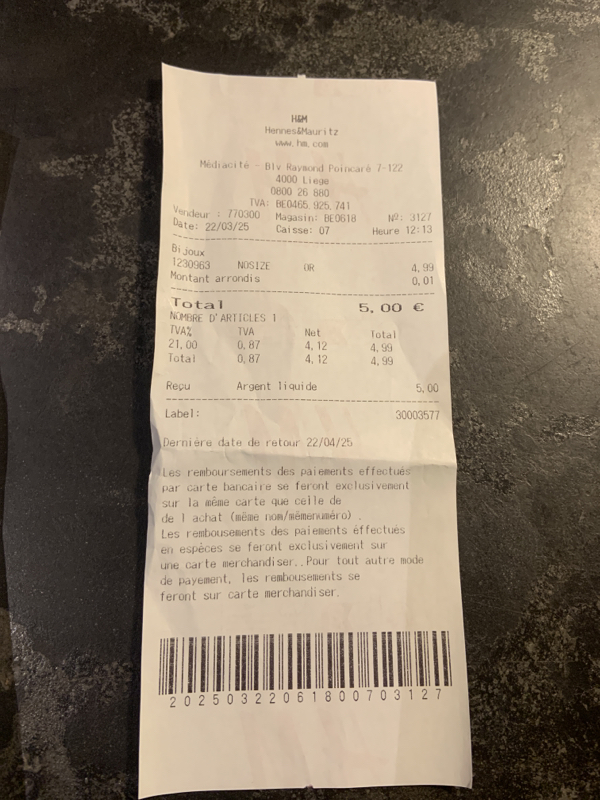 H&M
Hennes&Mauritz
www.hm.com
Médiacité - Blv Raymond Poincaré 7-122
4000 Liege
0800 26 880
TVA: BE0465.925.741
Vendeur : 770300 Magasin: BE0618 Nº: 3127
Date: 22/03/25 Caisse: 07 Heure 12:13
Bijoux
1230963 NOSIZE OR 4,99
Montant arrondis 0,01
Total 5,00 €
NOMBRE D'ARTICLES 1
TVA% TVA Net Total
21,00 0,87 4,12 4,99
Total 0,87 4,12 4,99
Reçu Argent liquide 5,00
Label: 30003577
Dernière date de retour 22/04/25
Les remboursements des paiements effectués
par carte bancaire se feront exclusivement
sur la même carte que celle de
de l achat (même nom/mêmenuméro) .
Les remboursements des paiements éffectués
en espèces se feront exclusivement sur
une carte merchandiser..Pour tout autre mode
de payement, les rembousements se
feront sur carte merchandiser.
20250322061800703127